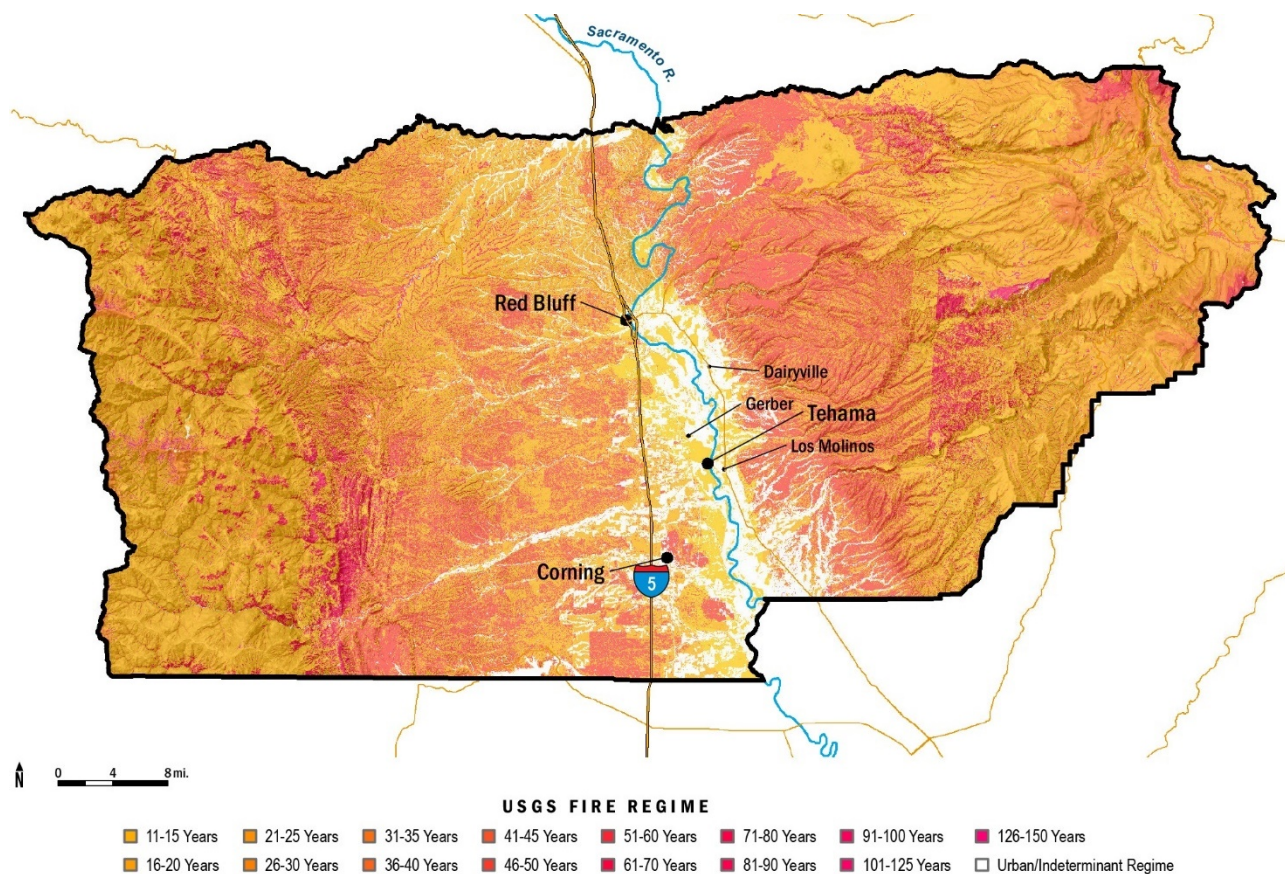 Sacramento R.
Red Bluff
Dairyville
Gerber
Tehama
Los Molinos
Corning
5
N
0 4 8 mi.
USGS FIRE REGIME
11-15 Years 21-25 Years 31-35 Years 41-45 Years 51-60 Years 71-80 Years 91-100 Years 126-150 Years
16-20 Years 26-30 Years 36-40 Years 46-50 Years 61-70 Years 81-90 Years 101-125 Years Urban/Indeterminant Regime